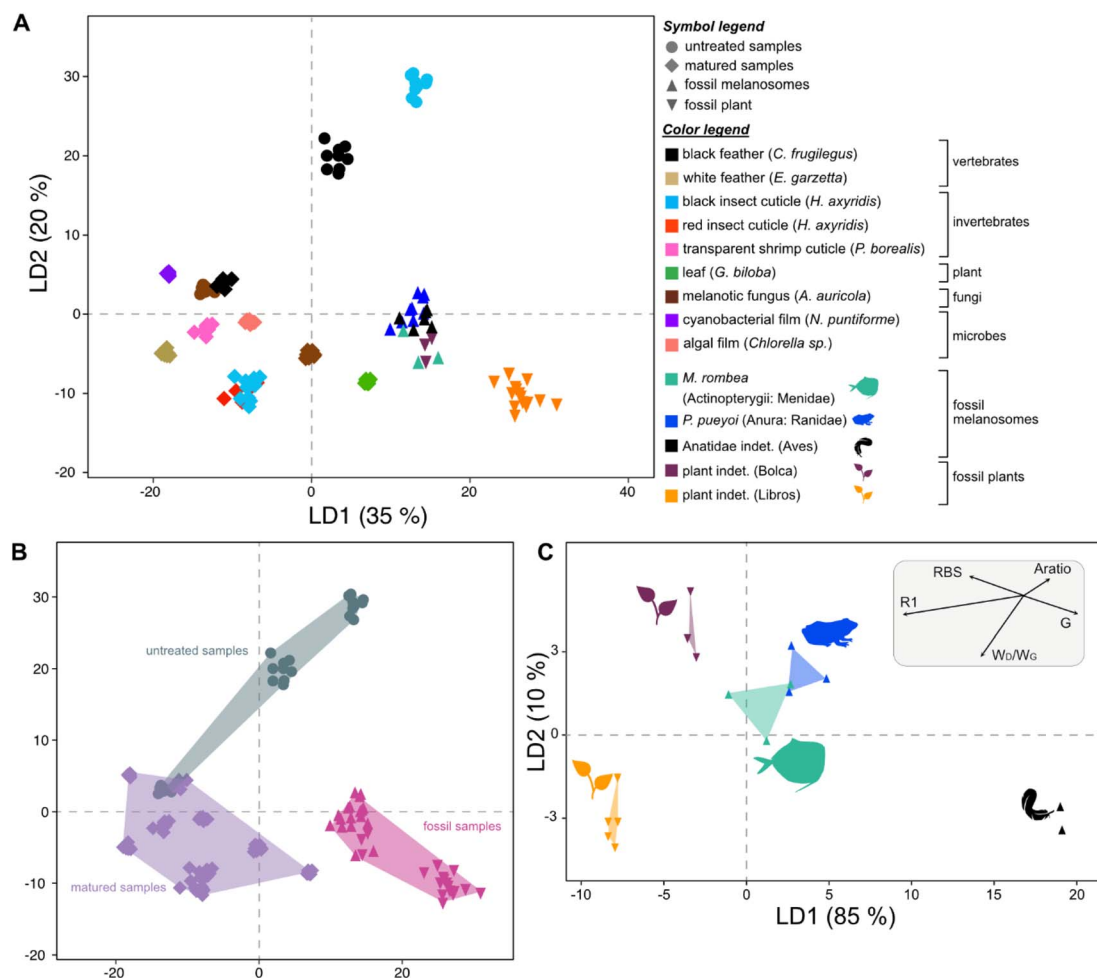 A
Symbol legend
untreated samples
matured samples
fossil melanosomes
fossil plant
Color legend
black feather (C. frugilegus)
white feather (E. garzetta)
vertebrates
black insect cuticle (H. axyridis)
red insect cuticle (H. axyridis)
transparent shrimp cuticle (P. borealis)
invertebrates
leaf (G. biloba)
plant
melanotic fungus (A. auricola)
fungi
cyanobacterial film (N. puntiforme)
algal film (Chlorella sp.)
microbes
M. rombea
(Actinopterygii: Menidae)
P. pueyoi (Anura: Ranidae)
Anatidae indet. (Aves)
fossil
melanosomes
plant indet. (Bolca)
plant indet. (Libros)
fossil plants
30
20
10
0
-10
-20
LD2 (20 %)
-20 0 20 40
LD1 (35 %)
B
30
20
10
0
-10
-20
untreated samples
fossil samples
matured samples
-20 0 20
C
3
0
-3
LD2 (10 %)
RBS
Aratio
R1
G
WD/WG
-10 -5 0 5 10 15 20
LD1 (85 %)